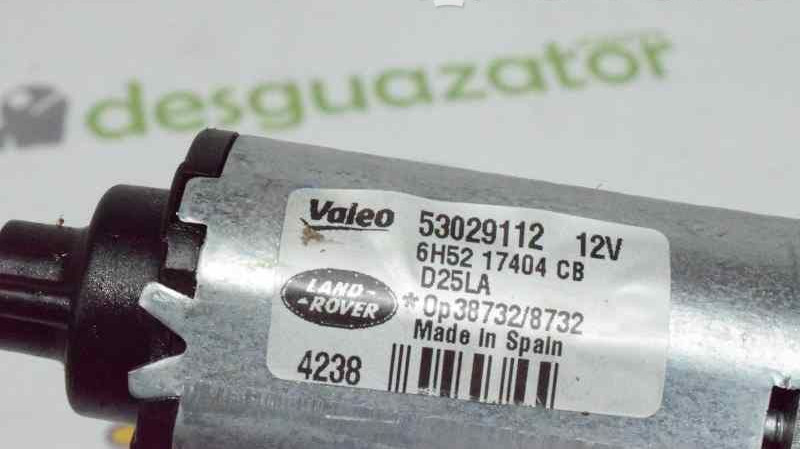 desguazator
Valeo 53029112 12V
6H52 17404 CB
D25LA
LAND
ROVER
*Op38732/8732
Made In Spain
4238